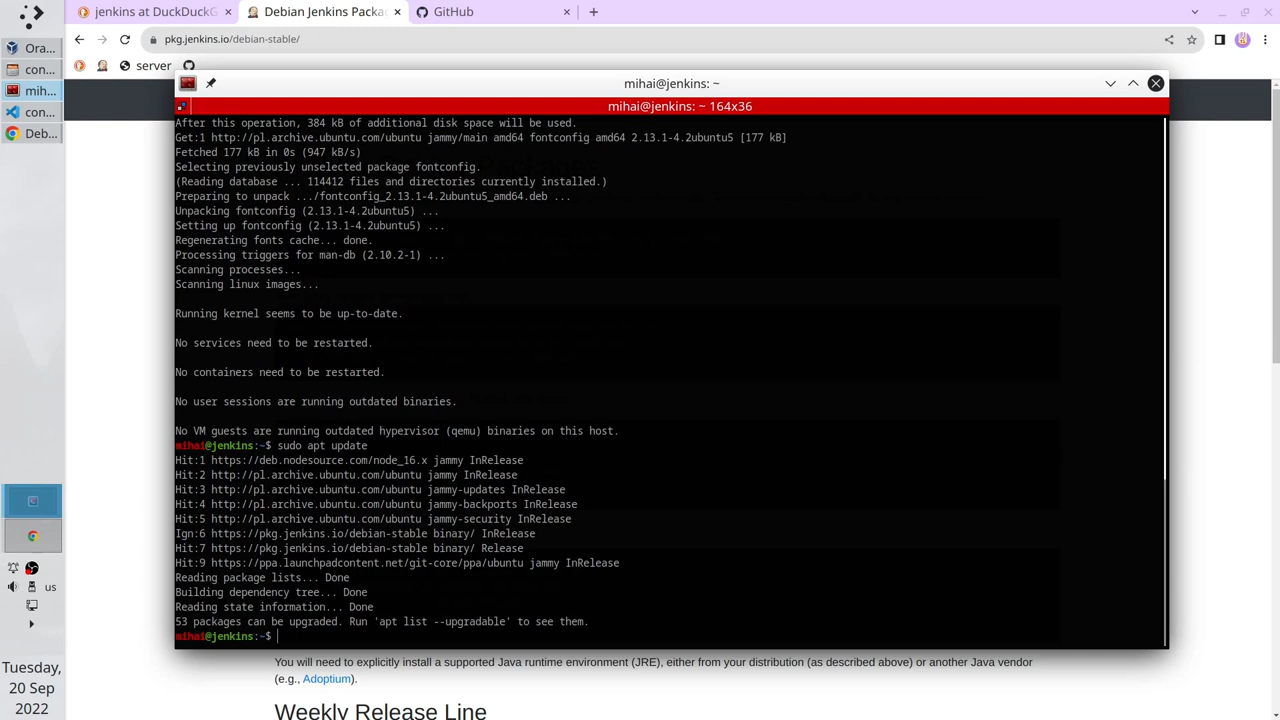 jenkins at DuckDuckG
Debian Jenkins Packa
GitHub
Ora...
pkg.jenkins.io/debian-stable/
con...
server
mih...
mihai@jenkins: ~
con...
mihai@jenkins: ~ 164x36
Deb...
After this operation, 384 kB of additional disk space will be used.
Get:1 http://pl.archive.ubuntu.com/ubuntu jammy/main amd64 fontconfig amd64 2.13.1-4.2ubuntu5 [177 kB]
Fetched 177 kB in 0s (947 kB/s)
Selecting previously unselected package fontconfig.
(Reading database ... 114412 files and directories currently installed.)
Preparing to unpack .../fontconfig_2.13.1-4.2ubuntu5_amd64.deb ...
Unpacking fontconfig (2.13.1-4.2ubuntu5) ...
Setting up fontconfig (2.13.1-4.2ubuntu5) ...
Regenerating fonts cache... done.
Processing triggers for man-db (2.10.2-1) ...
Scanning processes...
Scanning linux images...
Running kernel seems to be up-to-date.
No services need to be restarted.
No containers need to be restarted.
No user sessions are running outdated binaries.
No VM guests are running outdated hypervisor (qemu) binaries on this host.
mihai@jenkins:~$ sudo apt update
Hit:1 https://deb.nodesource.com/node_16.x jammy InRelease
Hit:2 http://pl.archive.ubuntu.com/ubuntu jammy InRelease
Hit:3 http://pl.archive.ubuntu.com/ubuntu jammy-updates InRelease
Hit:4 http://pl.archive.ubuntu.com/ubuntu jammy-backports InRelease
Hit:5 http://pl.archive.ubuntu.com/ubuntu jammy-security InRelease
Ign:6 https://pkg.jenkins.io/debian-stable binary/ InRelease
Hit:7 https://pkg.jenkins.io/debian-stable binary/ Release
Hit:9 https://ppa.launchpadcontent.net/git-core/ppa/ubuntu jammy InRelease
Reading package lists... Done
Building dependency tree... Done
Reading state information... Done
53 packages can be upgraded. Run 'apt list --upgradable' to see them.
mihai@jenkins:~$
us
You will need to explicitly install a supported Java runtime environment (JRE), either from your distribution (as described above) or another Java vendor
(e.g., Adoptium).
Weekly Release Line
Tuesday,
20 Sep
2022